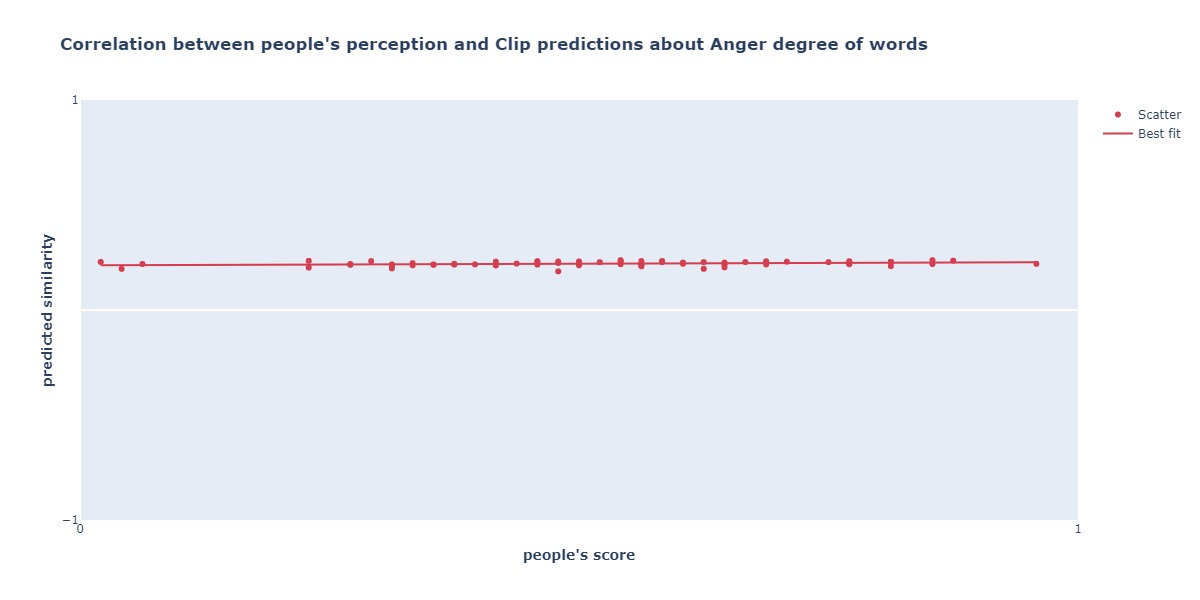 Correlation between people's perception and Clip predictions about Anger degree of words
1
Scatter
Best fit
predicted similarity
−1
0
1
people's score